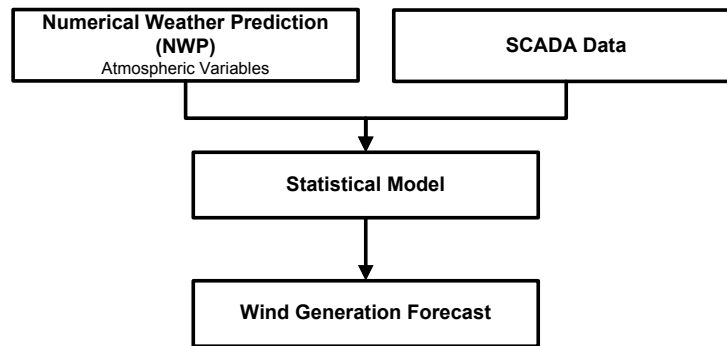 Numerical Weather Prediction
(NWP)
Atmospheric Variables
SCADA Data
Statistical Model
Wind Generation Forecast